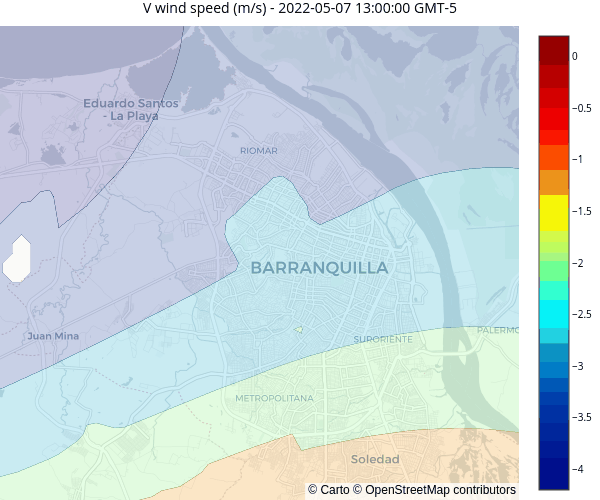 V wind speed (m/s) - 2022-05-07 13:00:00 GMT-5
Eduardo Santos
- La Playa
RIOMAR
BARRANQUILLA
Juan Mina
SURORIENTE
PALERMO
METROPOLITANA
Soledad
© Carto © OpenStreetMap contributors
0
−0.5
−1
−1.5
−2
−2.5
−3
−3.5
−4